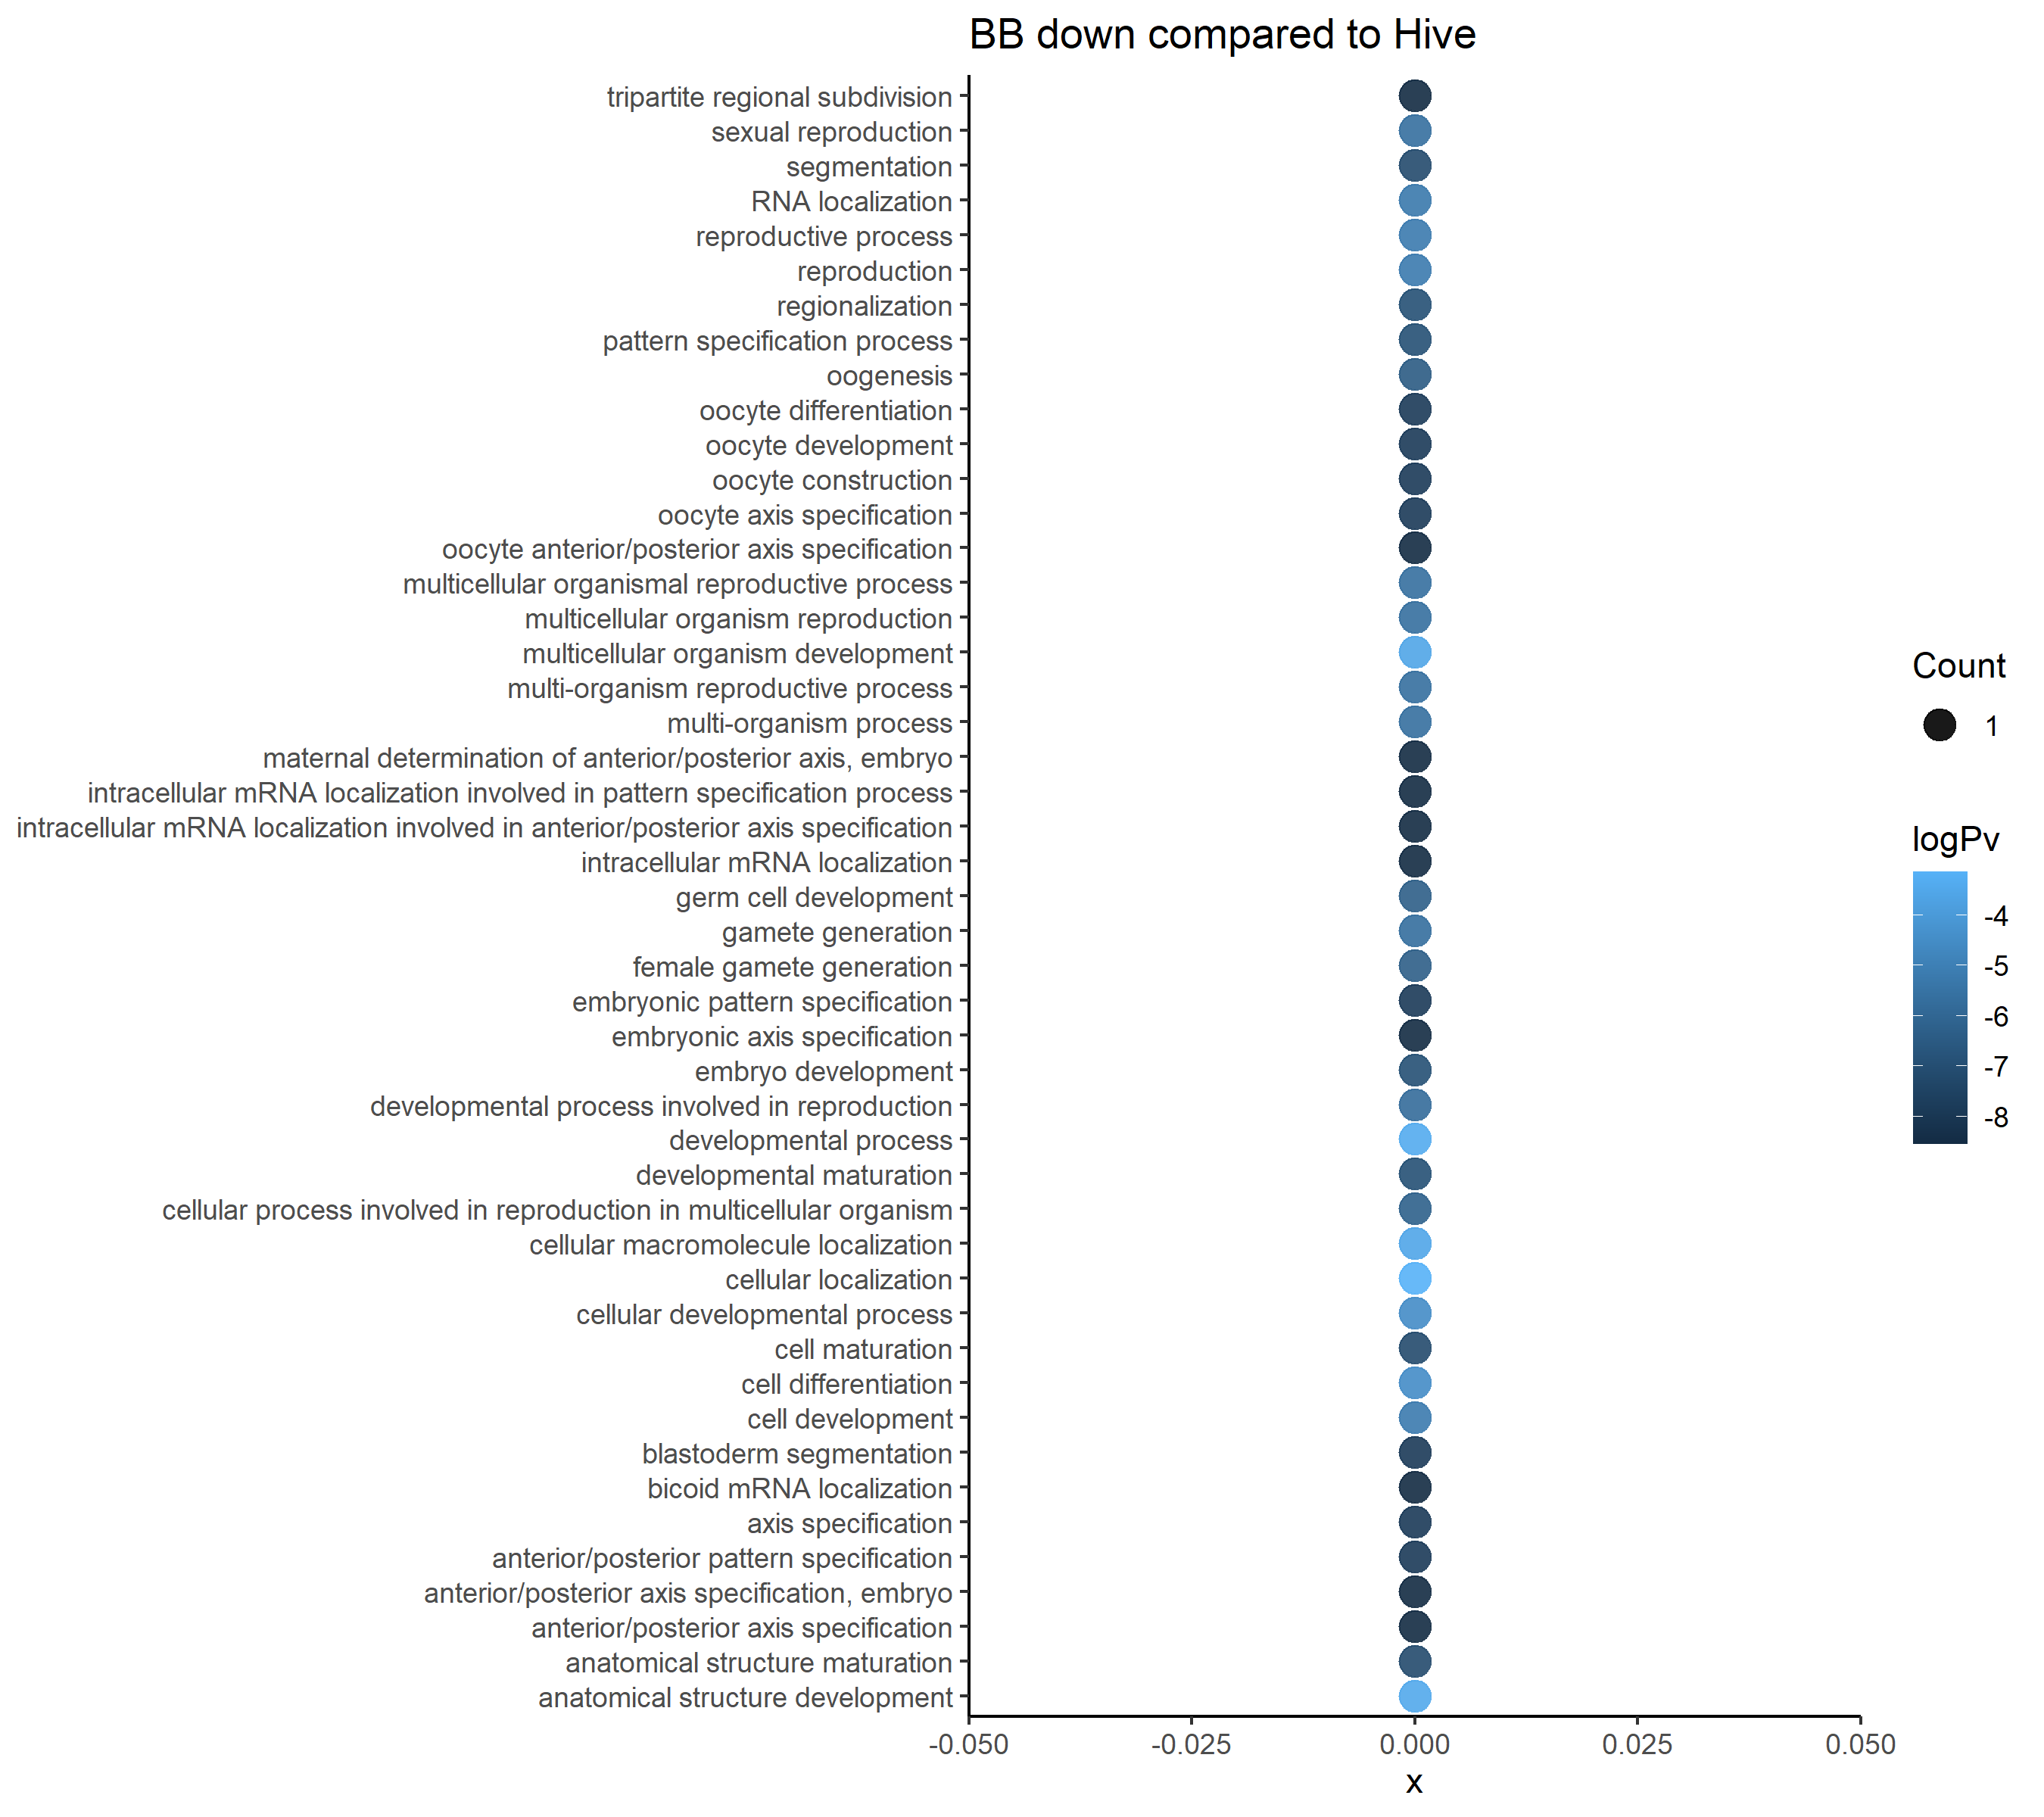 BB down compared to Hive
tripartite regional subdivision
sexual reproduction
segmentation
RNA localization
reproductive process
reproduction
regionalization
pattern specification process
oogenesis
oocyte differentiation
oocyte development
oocyte construction
oocyte axis specification
oocyte anterior/posterior axis specification
multicellular organismal reproductive process
multicellular organism reproduction
multicellular organism development
multi-organism reproductive process
multi-organism process
maternal determination of anterior/posterior axis, embryo
intracellular mRNA localization involved in pattern specification process
intracellular mRNA localization involved in anterior/posterior axis specification
intracellular mRNA localization
germ cell development
gamete generation
female gamete generation
embryonic pattern specification
embryonic axis specification
embryo development
developmental process involved in reproduction
developmental process
developmental maturation
cellular process involved in reproduction in multicellular organism
cellular macromolecule localization
cellular localization
cellular developmental process
cell maturation
cell differentiation
cell development
blastoderm segmentation
bicoid mRNA localization
axis specification
anterior/posterior pattern specification
anterior/posterior axis specification, embryo
anterior/posterior axis specification
anatomical structure maturation
anatomical structure development
-0.050 -0.025 0.000 0.025 0.050
x
Count
1
logPv
-4
-5
-6
-7
-8